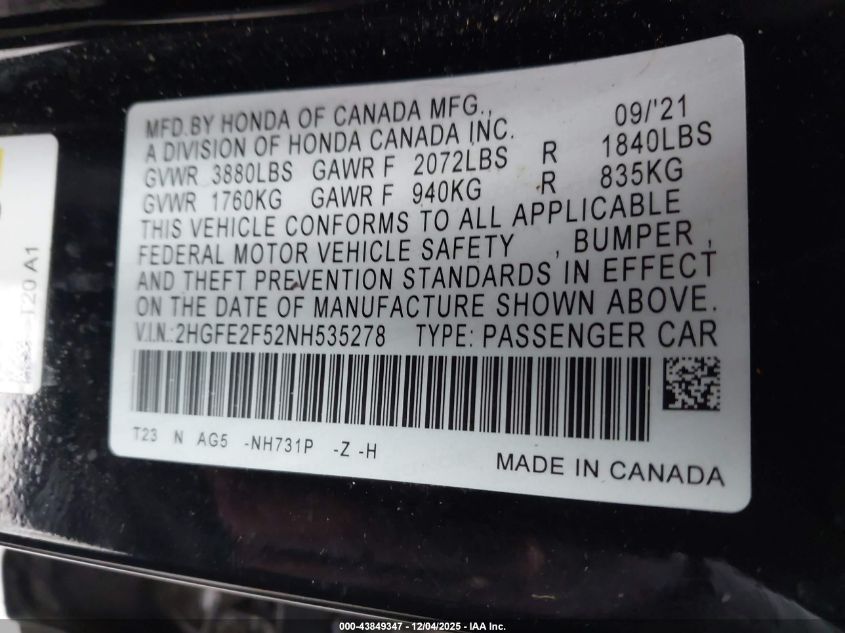 MFD.BY HONDA OF CANADA MFG., 09/'21
A DIVISION OF HONDA CANADA INC.
GVWR 3880LBS GAWR F 2072LBS R 1840LBS
GVWR 1760KG GAWR F 940KG R 835KG
THIS VEHICLE CONFORMS TO ALL APPLICABLE
FEDERAL MOTOR VEHICLE SAFETY , BUMPER ,
AND THEFT PREVENTION STANDARDS IN EFFECT
ON THE DATE OF MANUFACTURE SHOWN ABOVE.
V.I.N.:2HGFE2F52NH535278 TYPE: PASSENGER CAR
T23 N AG5 -NH731P -Z -H
MADE IN CANADA
T20 A1
000-43849347 - 12/04/2025 - IAA Inc.